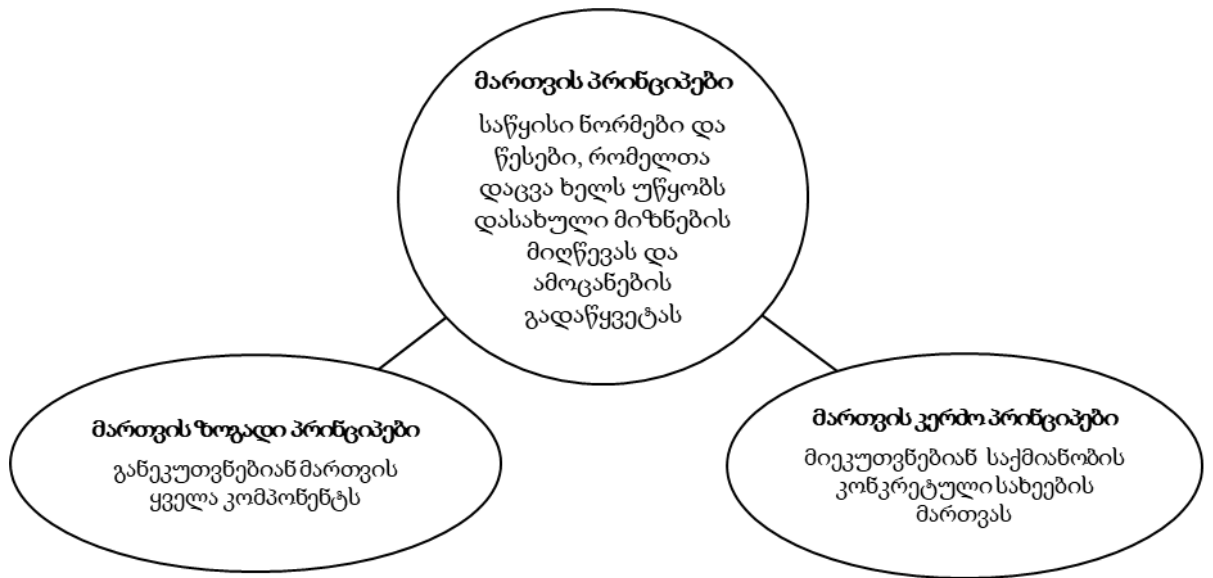 მართვის პრინციპები
საწყისი ნორმები და
წესები, რომელთა
დაცვა ხელს უწყობს
დასახული მიზნების
მიღწევას და
ამოცანების
გადაწყვეტას
მართვის ზოგადი პრინციპები
განეკუთვნებიან მართვის
ყველა კომპონენტს
მართვის კერძო პრინციპები
მიეკუთვნებიან საქმიანობის
კონკრეტული სახეების
მართვას